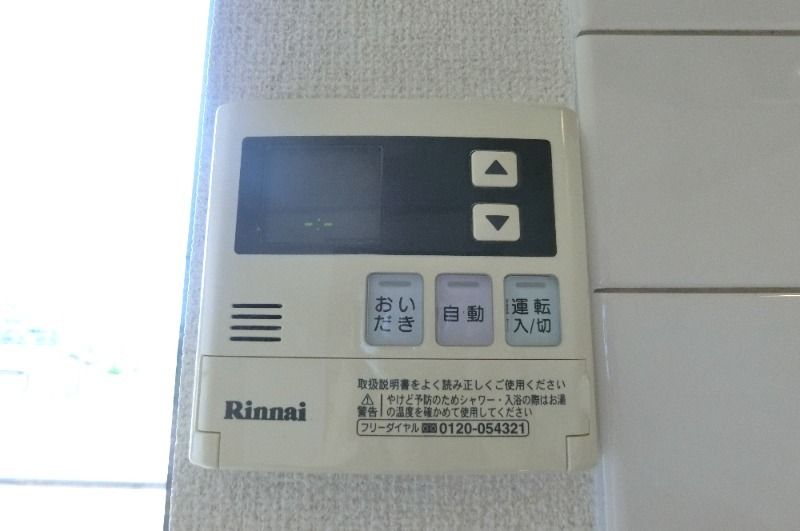 -:-
▲
▼
おい
だき
自動
運転
入/切
取扱説明書をよく読み正しくご使用ください
⚠警告 やけど予防のためシャワー・入浴の際はお湯
の温度を確かめて使用してください
フリーダイヤル 0120-054321
Rinnai